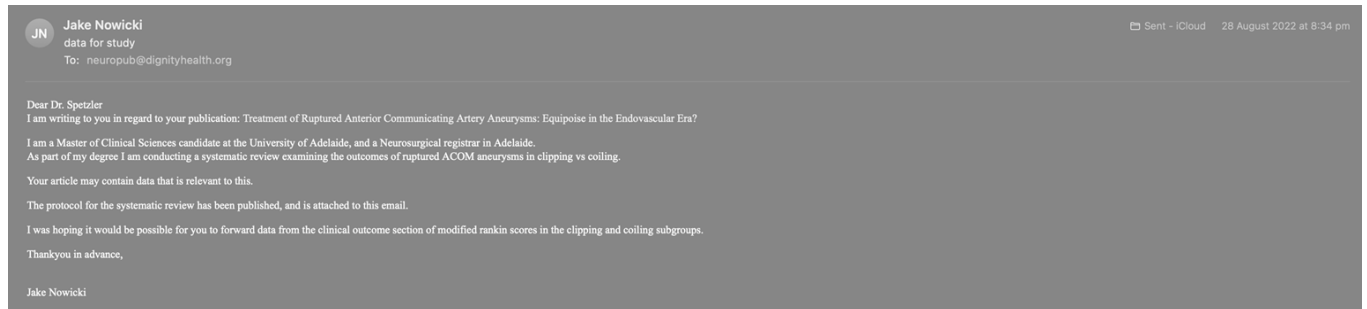 JN
Jake Nowicki
Sent - iCloud 28 August 2022 at 8:34 pm
data for study
To: neuropub@dignityhealth.org
Dear Dr. Spetzler
I am writing to you in regard to your publication: Treatment of Ruptured Anterior Communicating Artery Aneurysms: Equipoise in the Endovascular Era?
I am a Master of Clinical Sciences candidate at the University of Adelaide, and a Neurosurgical registrar in Adelaide.
As part of my degree I am conducting a systematic review examining the outcomes of ruptured ACOM aneurysms in clipping vs coiling.
Your article may contain data that is relevant to this.
The protocol for the systematic review has been published, and is attached to this email.
I was hoping it would be possible for you to forward data from the clinical outcome section of modified rankin scores in the clipping and coiling subgroups.
Thankyou in advance,
Jake Nowicki